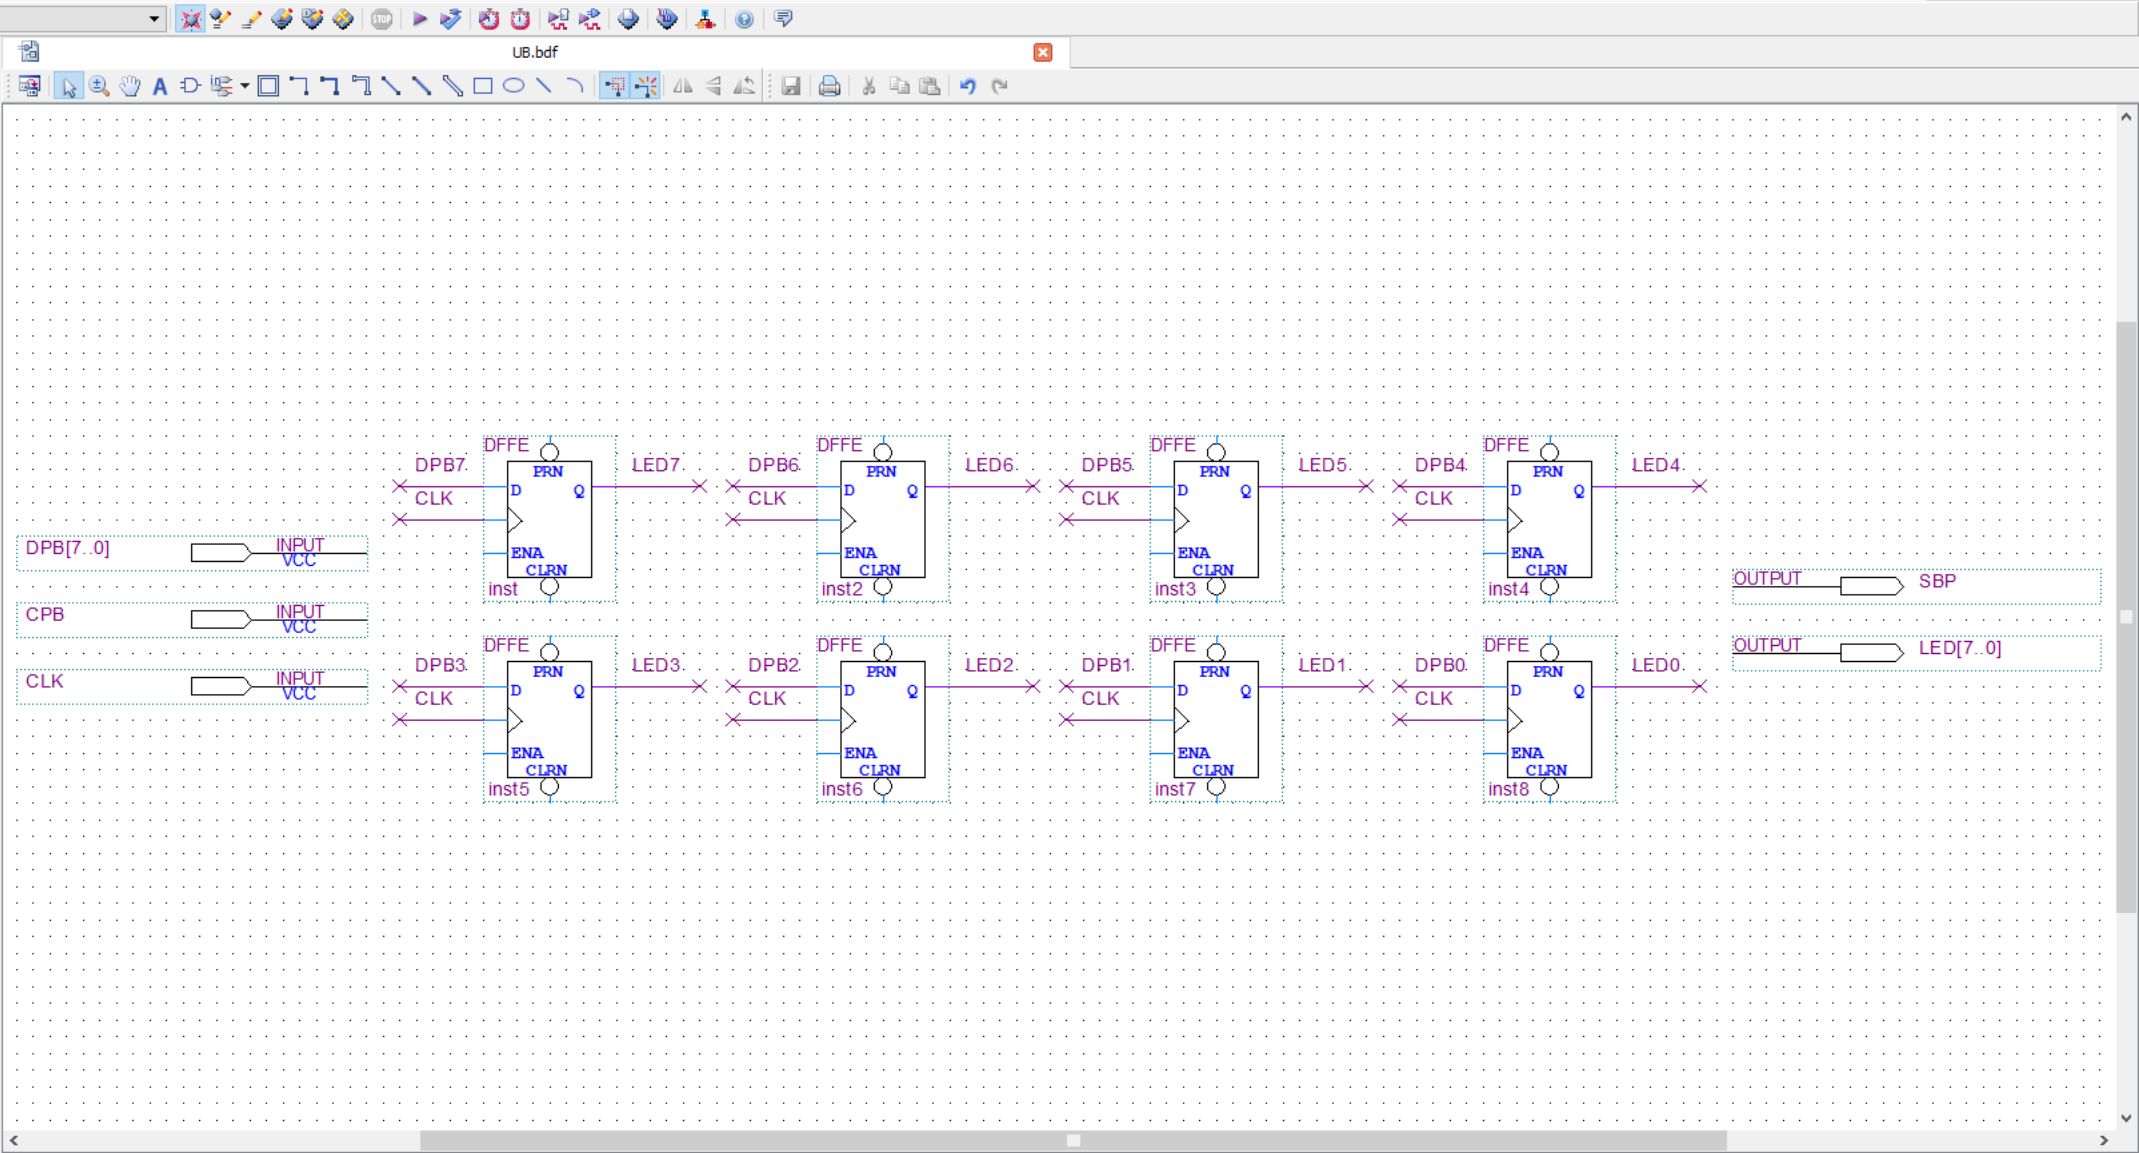 STOP
UB.bdf
A
DFFE DFFE DFFE DFFE
DPB7 PRN LED7 DPB6 PRN LED6 DPB5 PRN LED5 DPB4 PRN LED4
D Q D Q D Q D Q
CLK CLK CLK CLK
DPB[7..0] INPUT VCC
ENA ENA ENA ENA
CLRN CLRN CLRN CLRN
inst inst2 inst3 inst4
OUTPUT SBP
CPB INPUT VCC
DFFE DFFE DFFE DFFE
OUTPUT LED[7..0]
DPB3 PRN LED3 DPB2 PRN LED2 DPB1 PRN LED1 DPB0 PRN LED0
CLK INPUT VCC
D Q D Q D Q D Q
CLK CLK CLK CLK
ENA ENA ENA ENA
CLRN CLRN CLRN CLRN
inst5 inst6 inst7 inst8